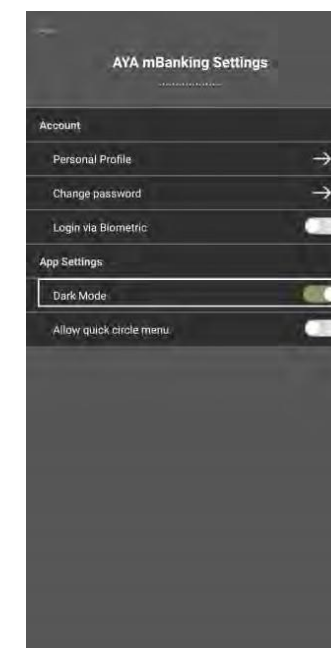 AYA mBanking Settings
Account
Personal Profile
Change password
Login via Biometric
App Settings
Dark Mode
Allow quick circle menu